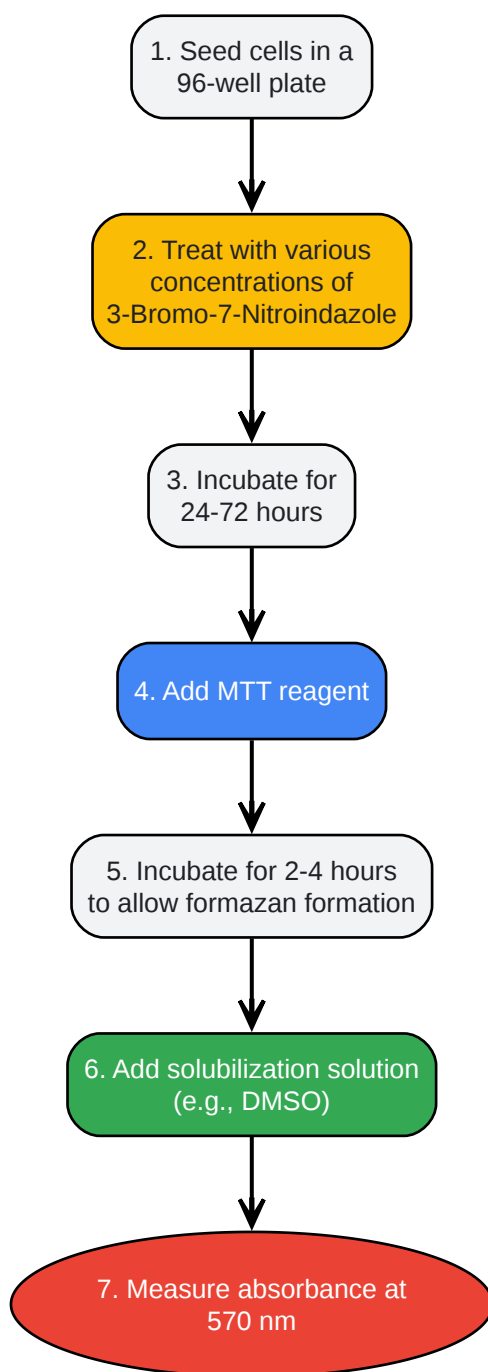 1. Seed cells in a
96-well plate
2. Treat with various
concentrations of
3-Bromo-7-Nitroindazole
3. Incubate for
24-72 hours
4. Add MTT reagent
5. Incubate for 2-4 hours
to allow formazan formation
6. Add solubilization solution
(e.g., DMSO)
7. Measure absorbance at
570 nm